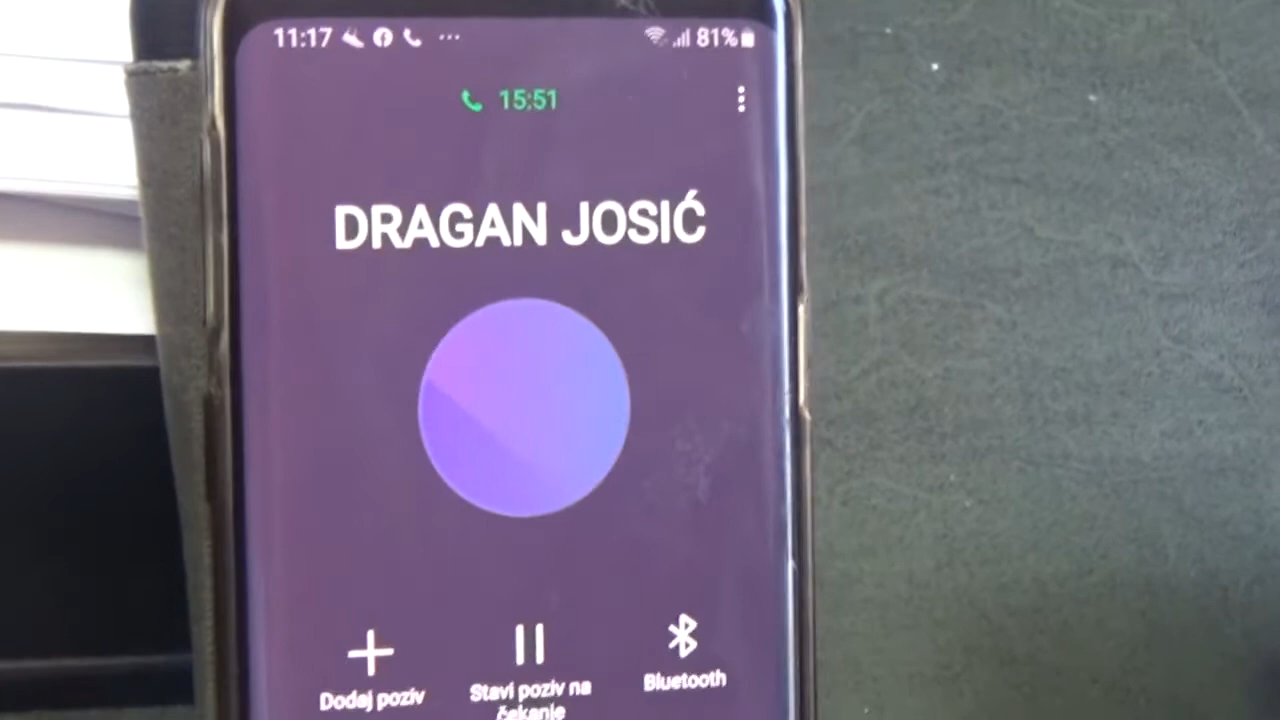 11:17 ... 81%
15:51
DRAGAN JOSIĆ
Dodaj poziv
Stavi poziv na
čekanje
Bluetooth